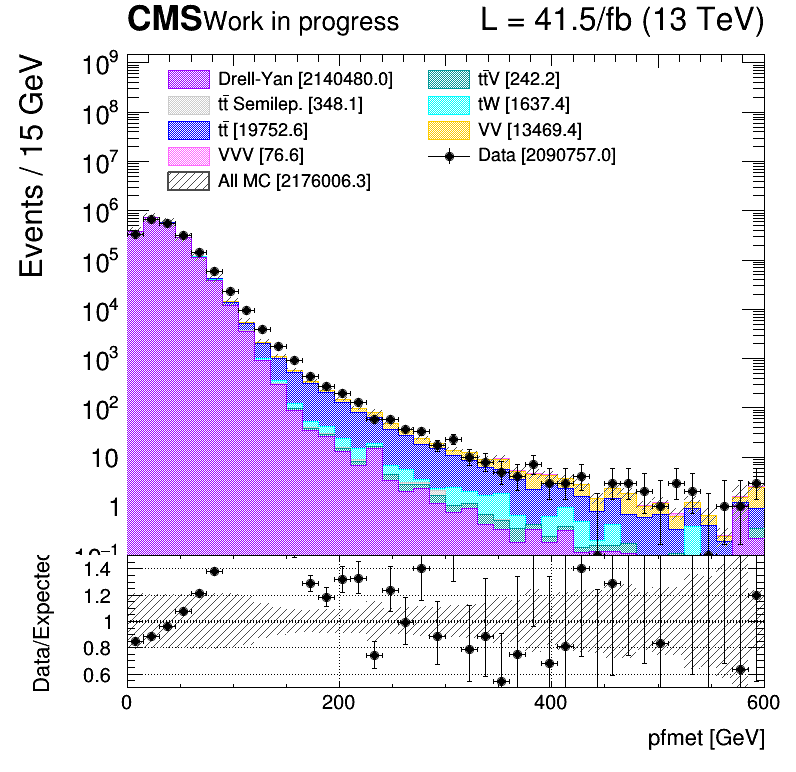 CMS Work in progress L = 41.5/fb (13 TeV)
Events / 15 GeV
10⁹
10⁸
10⁷
10⁶
10⁵
10⁴
10³
10²
10
1
10⁻¹
Drell-Yan [2140480.0]
tt̄ Semilep. [348.1]
tt̄ [19752.6]
VVV [76.6]
All MC [2176006.3]
tt̄V [242.2]
tW [1637.4]
VV [13469.4]
Data [2090757.0]
Data/Expected
1.4
1.2
1
0.8
0.6
0 200 400 600
pfmet [GeV]